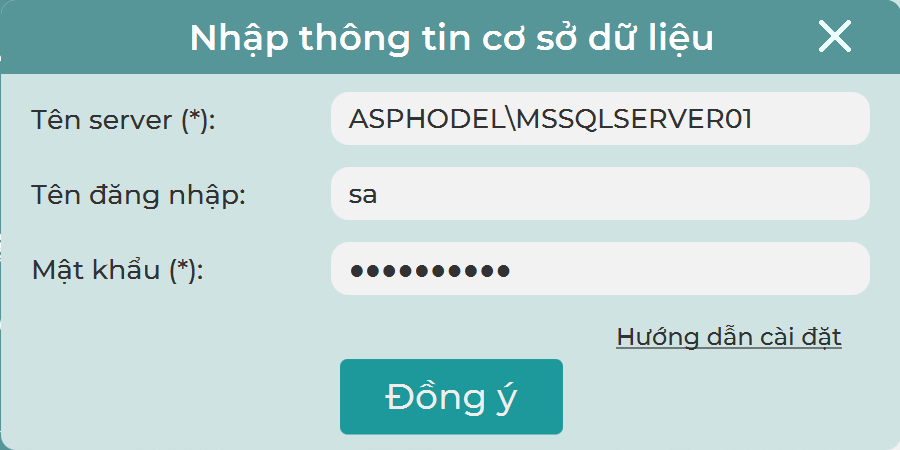 Nhập thông tin cơ sở dữ liệu
Tên server (*): ASPHODEL\MSSQLSERVER01
Tên đăng nhập: sa
Mật khẩu (*): ●●●●●●●●●●
Hướng dẫn cài đặt
Đồng ý